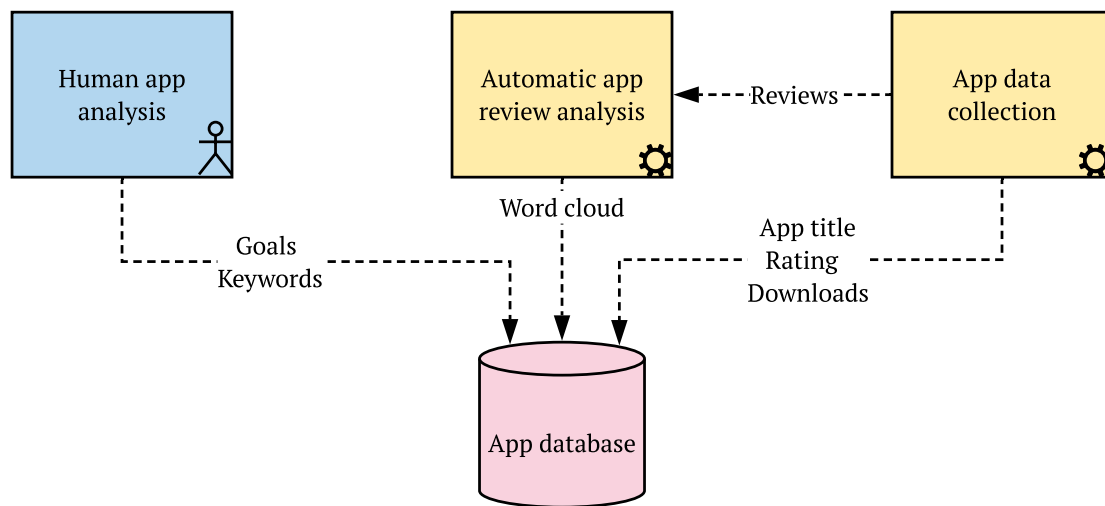 Human app
analysis
Automatic app
review analysis
Reviews
App data
collection
Word cloud
Goals
Keywords
App title
Rating
Downloads
App database